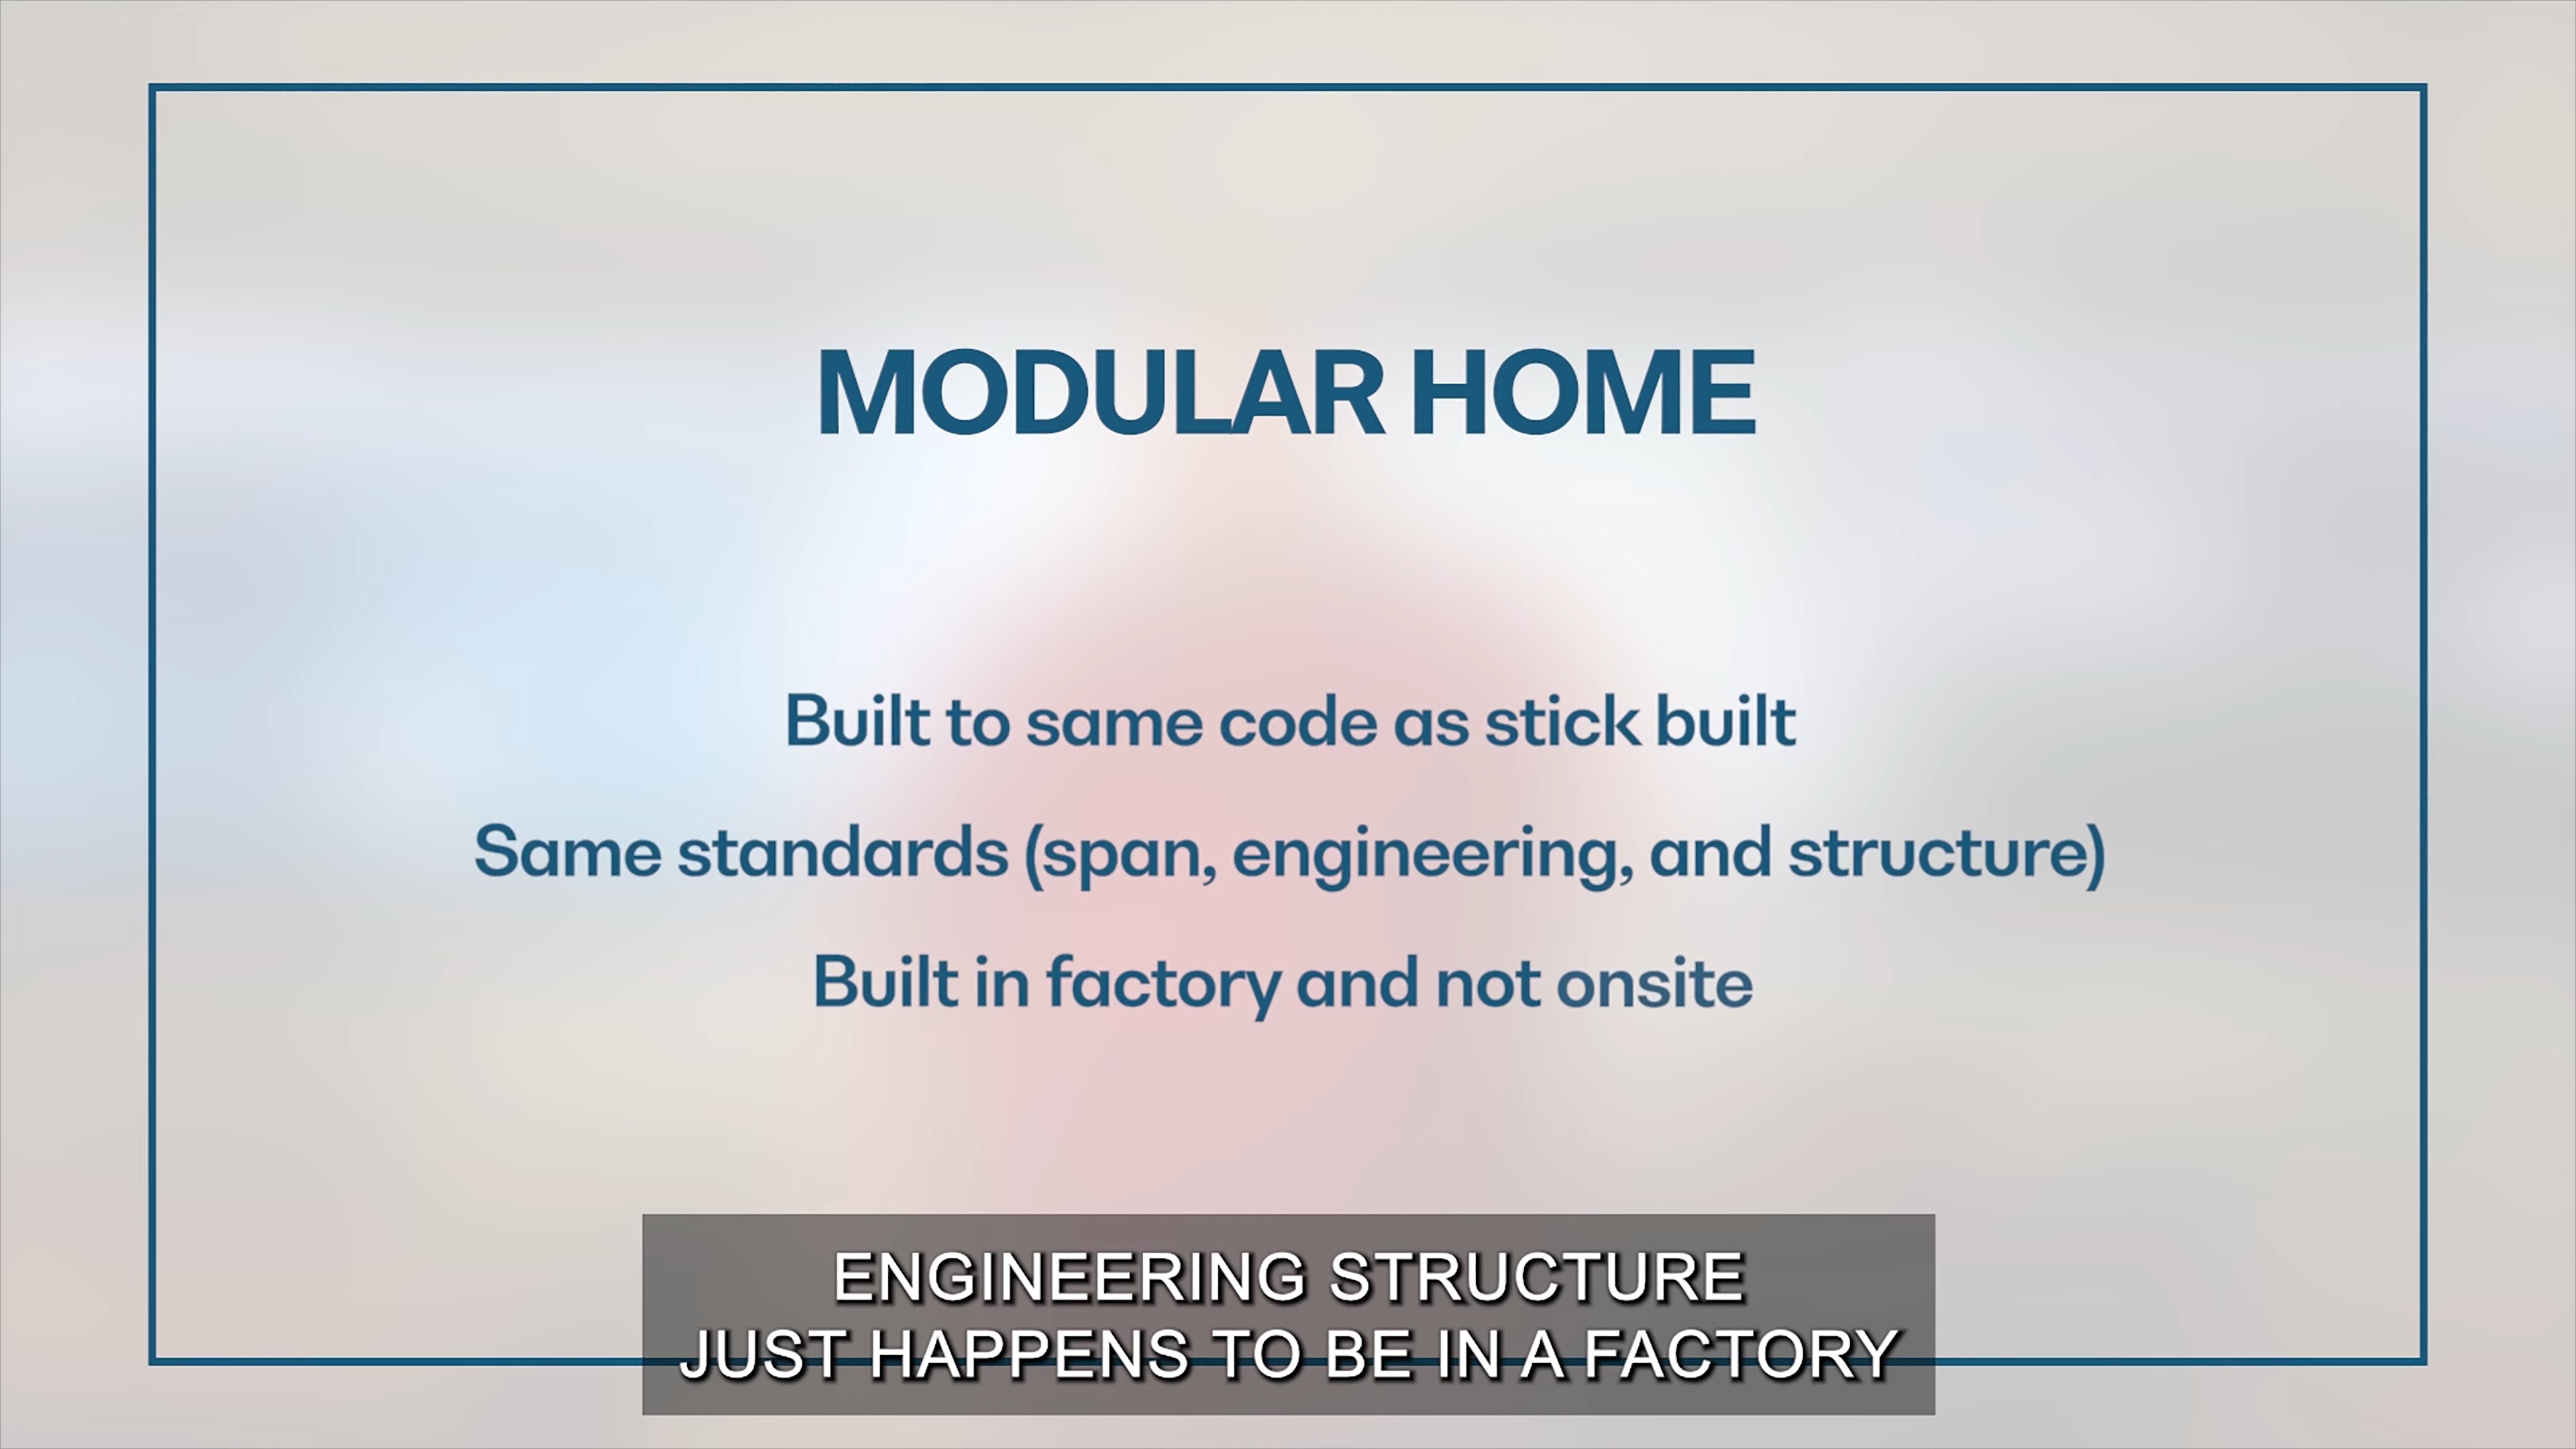 MODULAR HOME
Built to same code as stick built
Same standards (span, engineering, and structure)
Built in factory and not onsite
ENGINEERING STRUCTURE
JUST HAPPENS TO BE IN A FACTORY